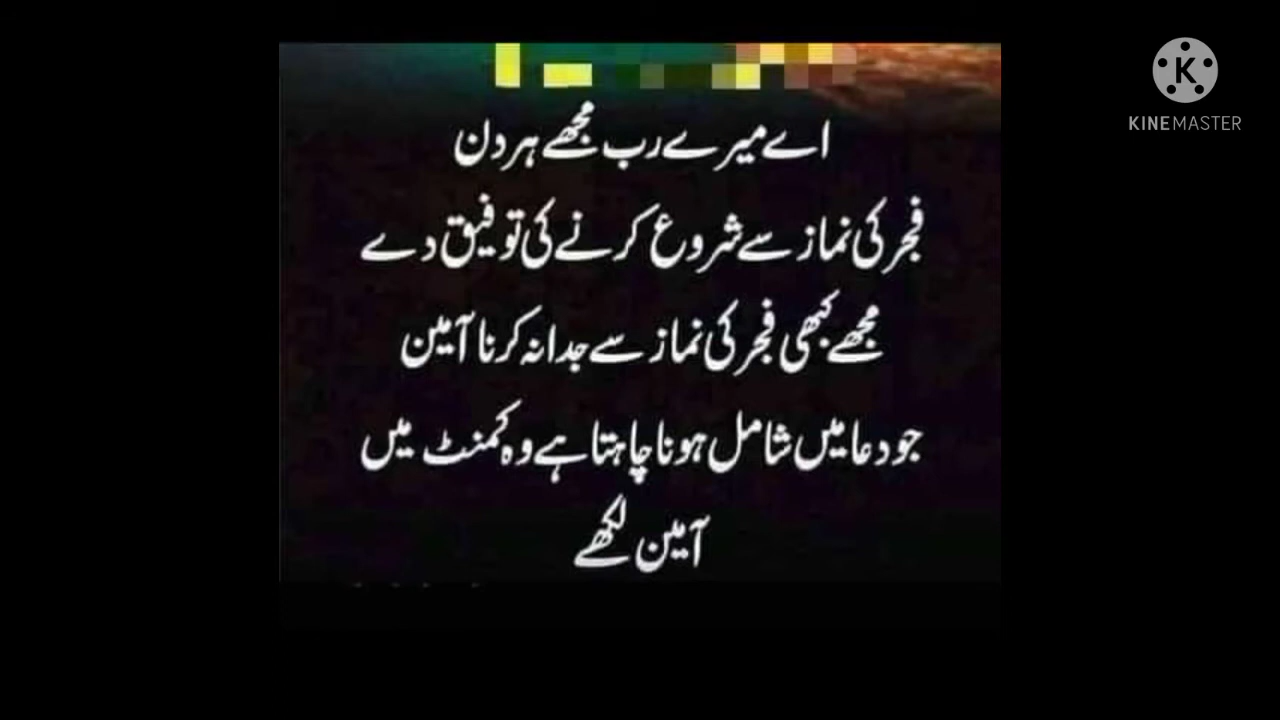 KINEMASTER
اے میرے رب مجھے ہر دن
فجر کی نماز سے شروع کرنے کی توفیق دے
مجھے کبھی فجر کی نماز سے جدا نہ کرنا آمین
جو دعا میں شامل ہونا چاہتا ہے وہ کمنٹ میں
آمین لکھے